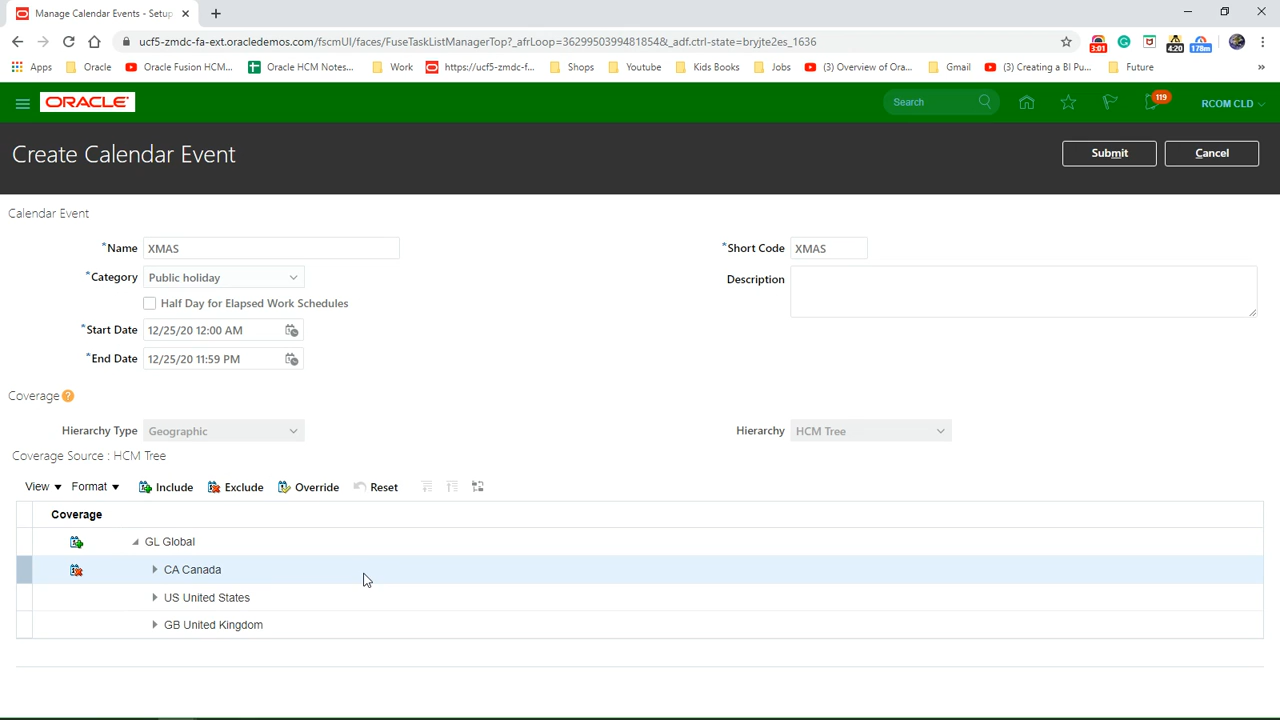 Manage Calendar Events - Setup
ucf5-zmdc-fa-ext.oracledemos.com/fscmUI/faces/FuseTaskListManagerTop?_afrLoop=36299503994818548&_adf.ctrl-state=bryjte2es_1636
3:01
4:20
178m
Apps
Oracle
Oracle Fusion HCM...
Oracle HCM Notes...
Work
https://ucf5-zmdc-f...
Shops
Youtube
Kids Books
Jobs
(3) Overview of Ora...
Gmail
(3) Creating a BI Pu...
Future
»
ORACLE
Search
119
RCOM CLD
Create Calendar Event
Submit
Cancel
Calendar Event
*Name XMAS
*Short Code XMAS
*Category Public holiday
Description
Half Day for Elapsed Work Schedules
*Start Date 12/25/20 12:00 AM
*End Date 12/25/20 11:59 PM
Coverage ?
Hierarchy Type Geographic
Hierarchy HCM Tree
Coverage Source : HCM Tree
View Format Include Exclude Override Reset
Coverage
GL Global
CA Canada
US United States
GB United Kingdom